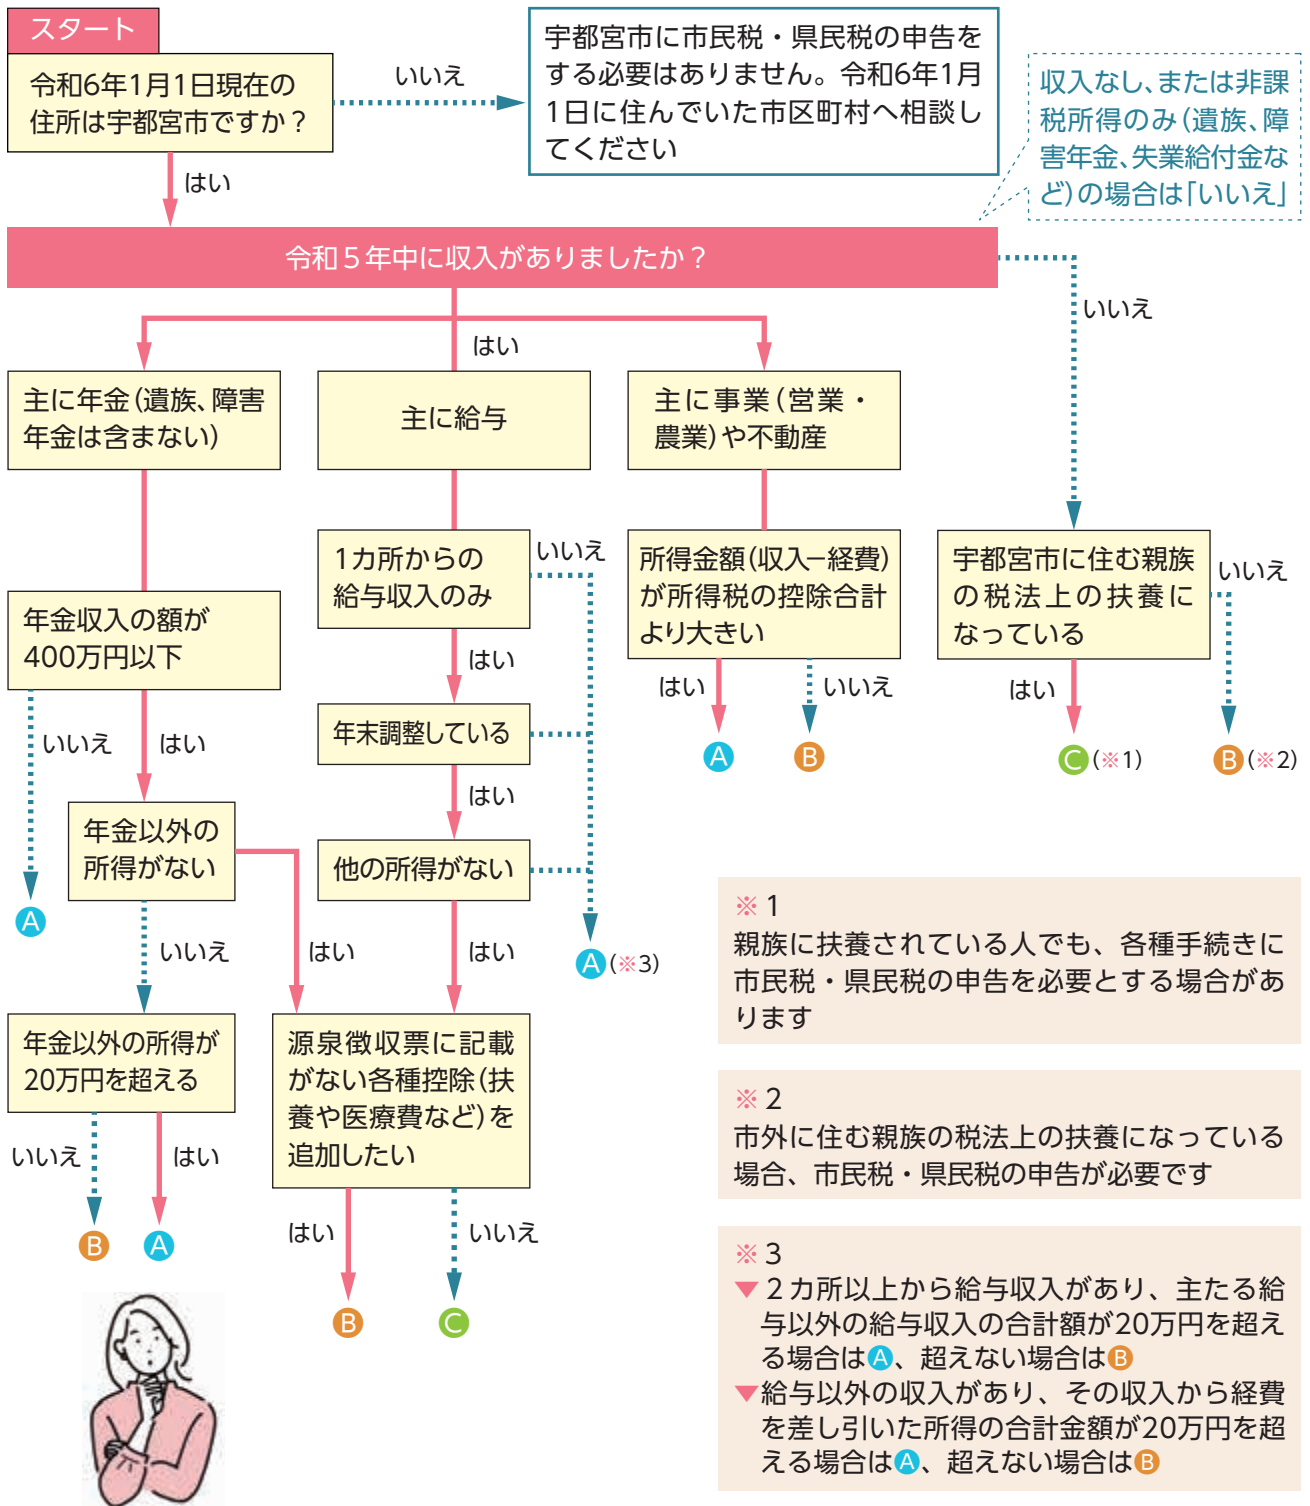 スタート
令和6年1月1日現在の
住所は宇都宮市ですか？
いいえ
宇都宮市に市民税・県民税の申告を
する必要はありません。令和6年1月
1日に住んでいた市区町村へ相談し
てください
収入なし、または非課
税所得のみ（遺族、障
害年金、失業給付金な
ど）の場合は「いいえ」
はい
令和５年中に収入がありましたか？
いいえ
はい
主に年金（遺族、障害
年金は含まない）
主に給与
主に事業（営業・
農業）や不動産
1カ所からの
給与収入のみ
いいえ
所得金額（収入−経費）
が所得税の控除合計
より大きい
宇都宮市に住む親族
の税法上の扶養に
なっている
いいえ
年金収入の額が
400万円以下
はい
はい
いいえ
はい
年末調整している
A
B
C（※1）
B（※2）
いいえ
はい
はい
年金以外の
所得がない
他の所得がない
A
いいえ
はい
はい
A（※3）
※１
親族に扶養されている人でも、各種手続きに
市民税・県民税の申告を必要とする場合があ
ります
年金以外の所得が
20万円を超える
源泉徴収票に記載
がない各種控除（扶
養や医療費など）を
追加したい
※２
市外に住む親族の税法上の扶養になっている
場合、市民税・県民税の申告が必要です
いいえ
はい
B
A
はい
いいえ
B
C
※３
▼２カ所以上から給与収入があり、主たる給
与以外の給与収入の合計額が20万円を超え
る場合はA、超えない場合はB
▼給与以外の収入があり、その収入から経費
を差し引いた所得の合計金額が20万円を超
える場合はA、超えない場合はB